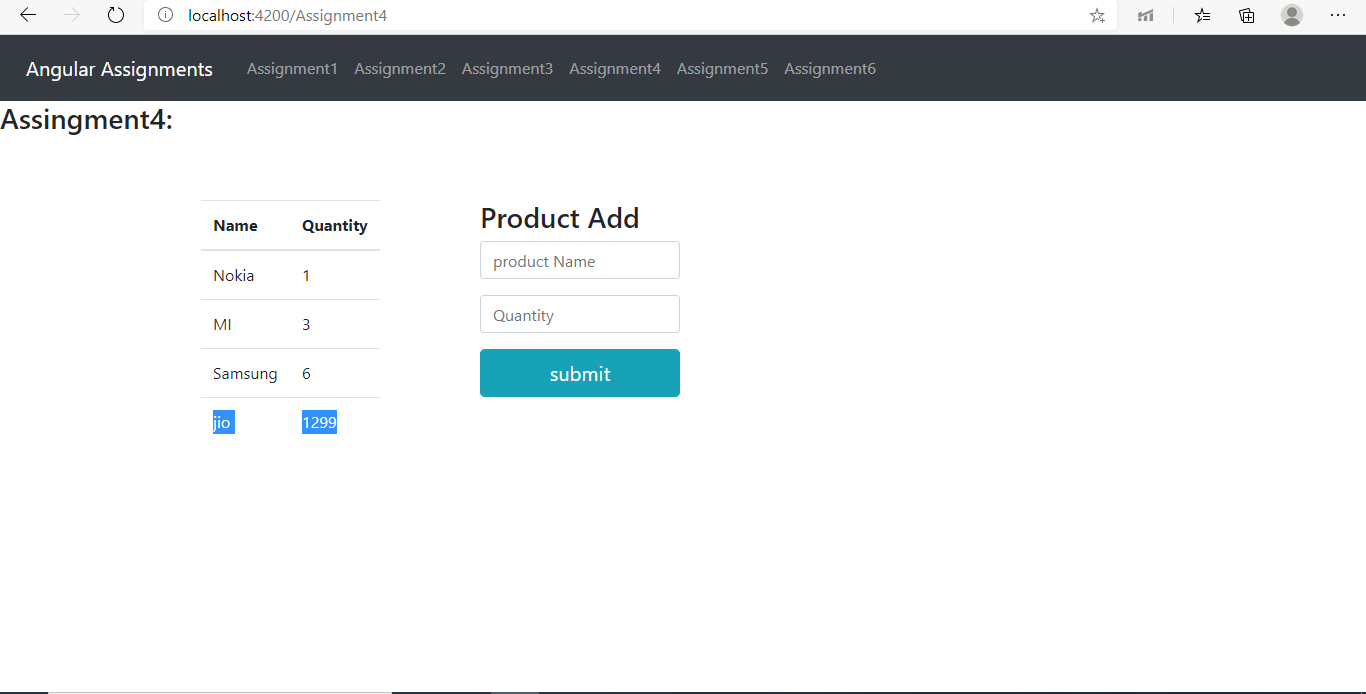 localhost:4200/Assignment4
Angular Assignments Assignment1 Assignment2 Assignment3 Assignment4 Assignment5 Assignment6
Assingment4:
Name Quantity
Nokia 1
MI 3
Samsung 6
jio 1299
Product Add
product Name
Quantity
submit